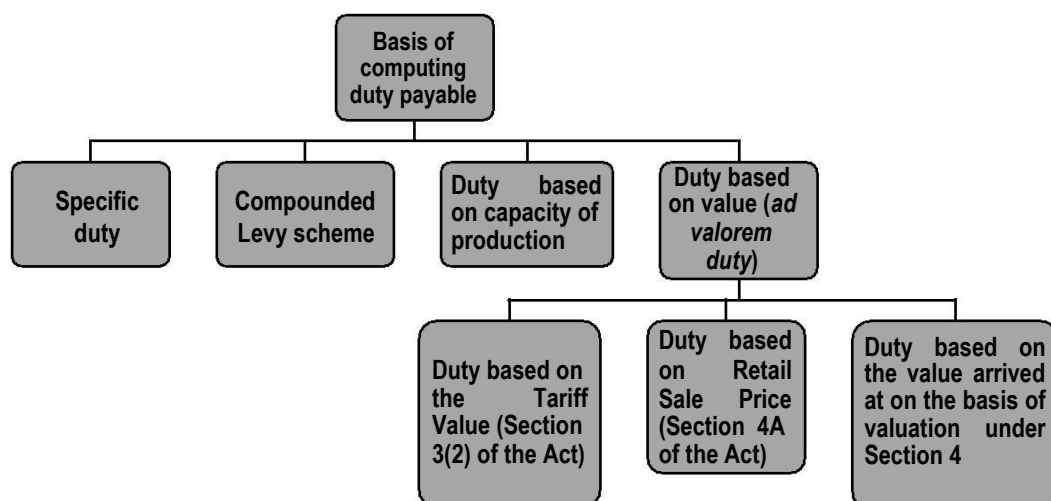 Basis of
computing
duty payable
Specific
duty
Compounded
Levy scheme
Duty based
on capacity of
production
Duty based
on value (ad
valorem
duty)
Duty based on
the Tariff
Value (Section
3(2) of the Act)
Duty based
on Retail
Sale Price
(Section 4A
of the Act)
Duty based on
the value arrived
at on the basis of
valuation under
Section 4